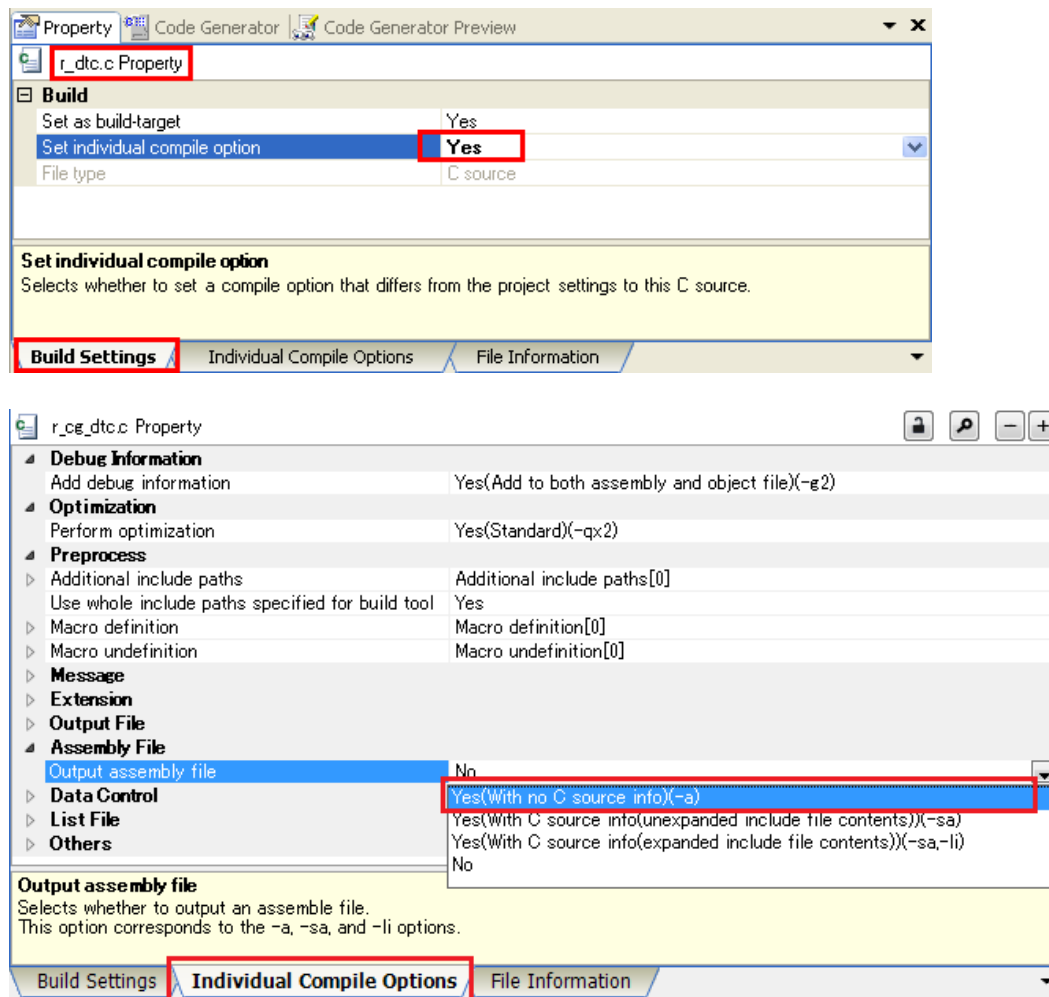 Property Code Generator Code Generator Preview
r_dtc.c Property
Build
Set as build-target Yes
Set individual compile option Yes
File type C source
Set individual compile option
Selects whether to set a compile option that differs from the project settings to this C source.
Build Settings Individual Compile Options File Information
r_cg_dtc.c Property
Debug Information
Add debug information Yes(Add to both assembly and object file)(-g2)
Optimization
Perform optimization Yes(Standard)(-qx2)
Preprocess
Additional include paths Additional include paths[0]
Use whole include paths specified for build tool Yes
Macro definition Macro definition[0]
Macro undefinition Macro undefinition[0]
Message
Extension
Output File
Assembly File
Output assembly file No
Data Control Yes(With no C source info)(-a)
List File Yes(With C source info(unexpanded include file contents))(-sa)
Others Yes(With C source info(expanded include file contents))(-sa,-li)
No
Output assembly file
Selects whether to output an assemble file.
This option corresponds to the -a, -sa, and -li options.
Build Settings Individual Compile Options File Information